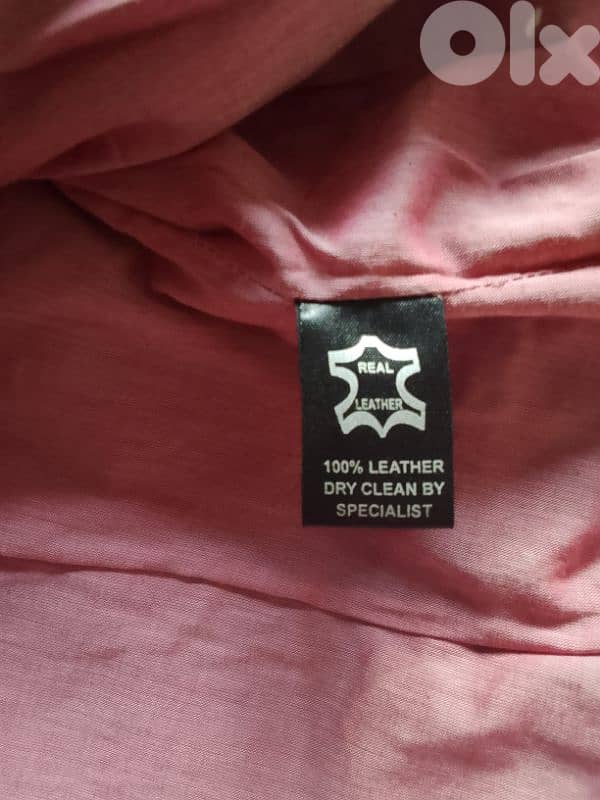 Olx
REAL
LEATHER
100% LEATHER
DRY CLEAN BY
SPECIALIST